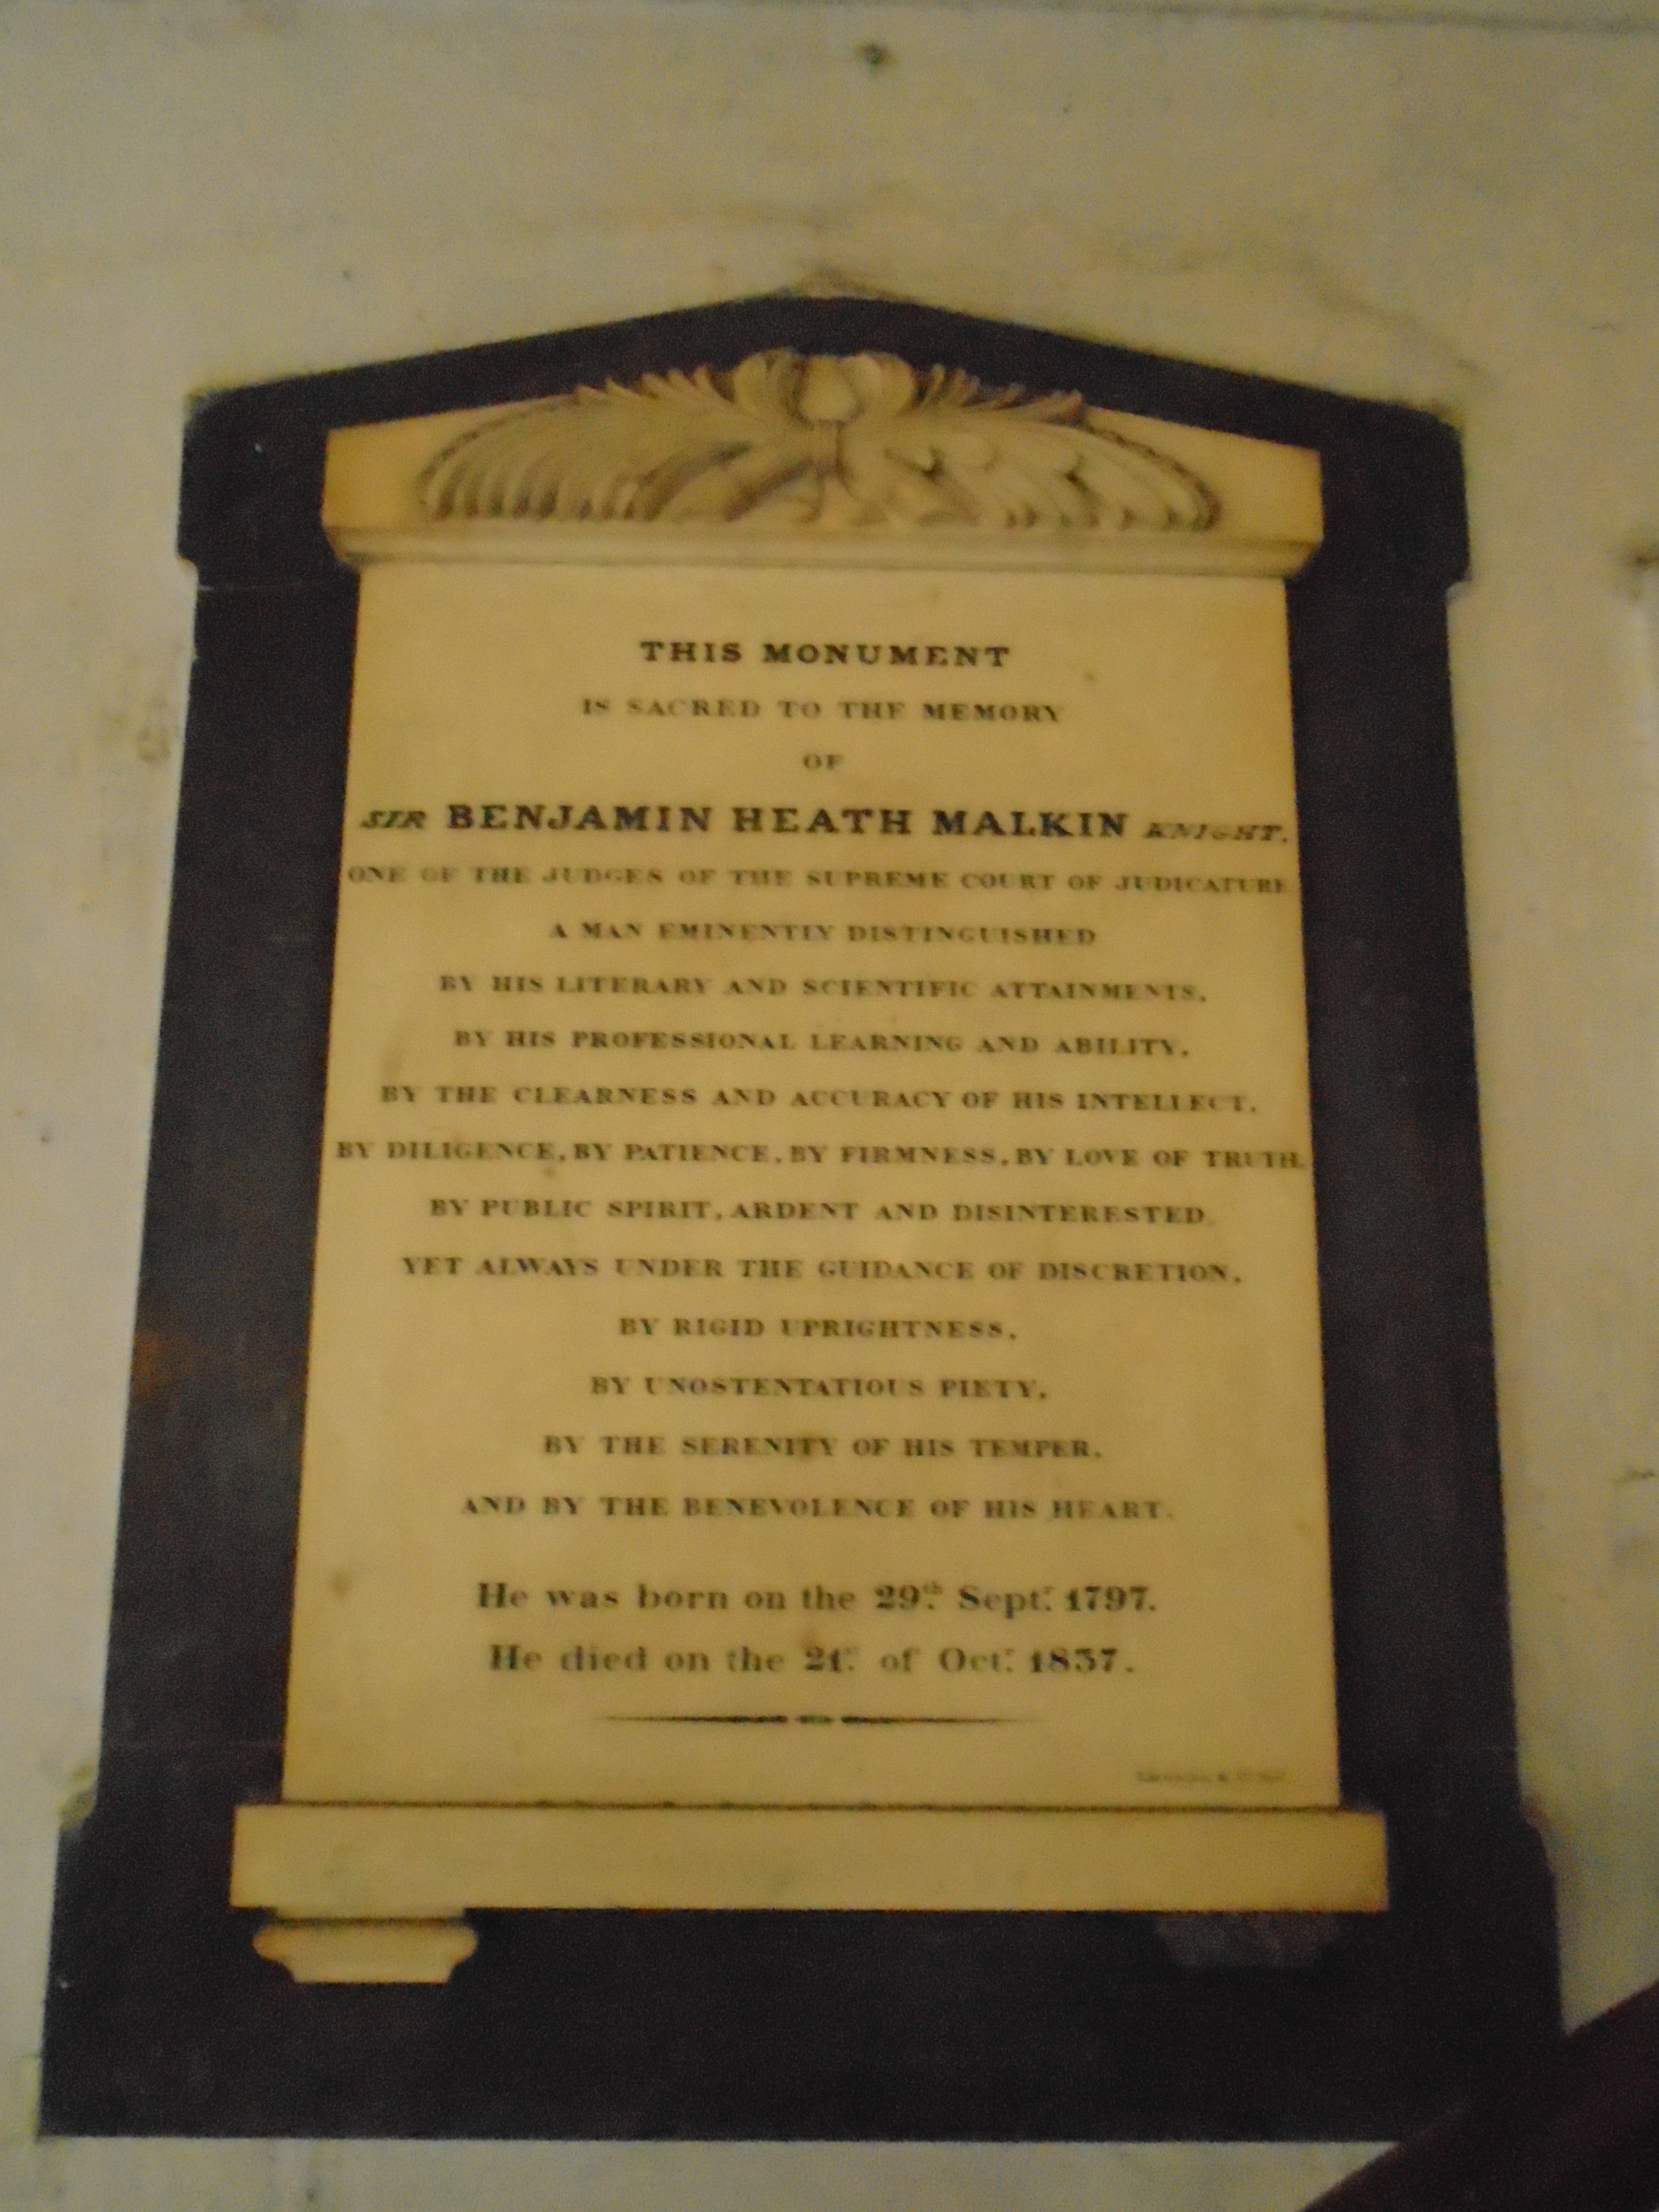 THIS MONUMENT
IS SACRED TO THE MEMORY
OF
SIR BENJAMIN HEATH MALKIN KNIGHT.
ONE OF THE JUDGES OF THE SUPREME COURT OF JUDICATURE
A MAN EMINENTLY DISTINGUISHED
BY HIS LITERARY AND SCIENTIFIC ATTAINMENTS,
BY HIS PROFESSIONAL LEARNING AND ABILITY,
BY THE CLEARNESS AND ACCURACY OF HIS INTELLECT,
BY DILIGENCE, BY PATIENCE, BY FIRMNESS, BY LOVE OF TRUTH,
BY PUBLIC SPIRIT, ARDENT AND DISINTERESTED,
YET ALWAYS UNDER THE GUIDANCE OF DISCRETION,
BY RIGID UPRIGHTNESS,
BY UNOSTENTATIOUS PIETY,
BY THE SERENITY OF HIS TEMPER,
AND BY THE BENEVOLENCE OF HIS HEART.
He was born on the 29th Septr. 1797.
He died on the 21st of Octr. 1837.